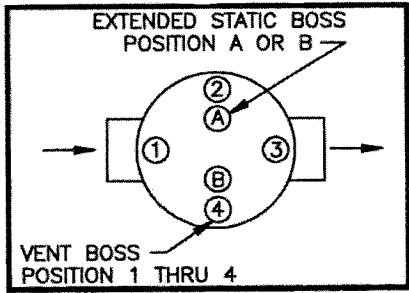 EXTENDED STATIC BOSS
POSITION A OR B
2
A
1
3
B
4
VENT BOSS
POSITION 1 THRU 4